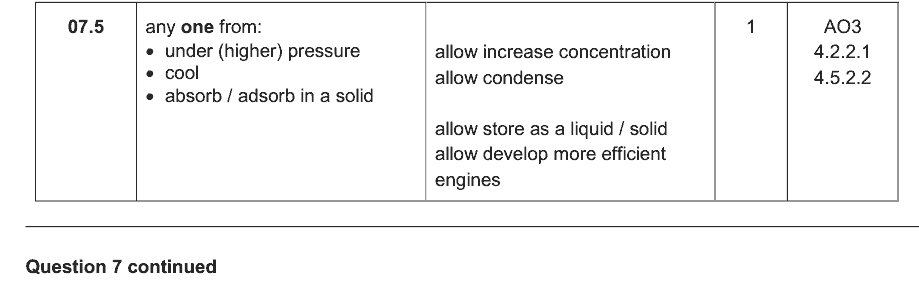 07.5 any one from: 1 AO3
• under (higher) pressure allow increase concentration 4.2.2.1
• cool allow condense 4.5.2.2
• absorb / adsorb in a solid
allow store as a liquid / solid
allow develop more efficient
engines
Question 7 continued